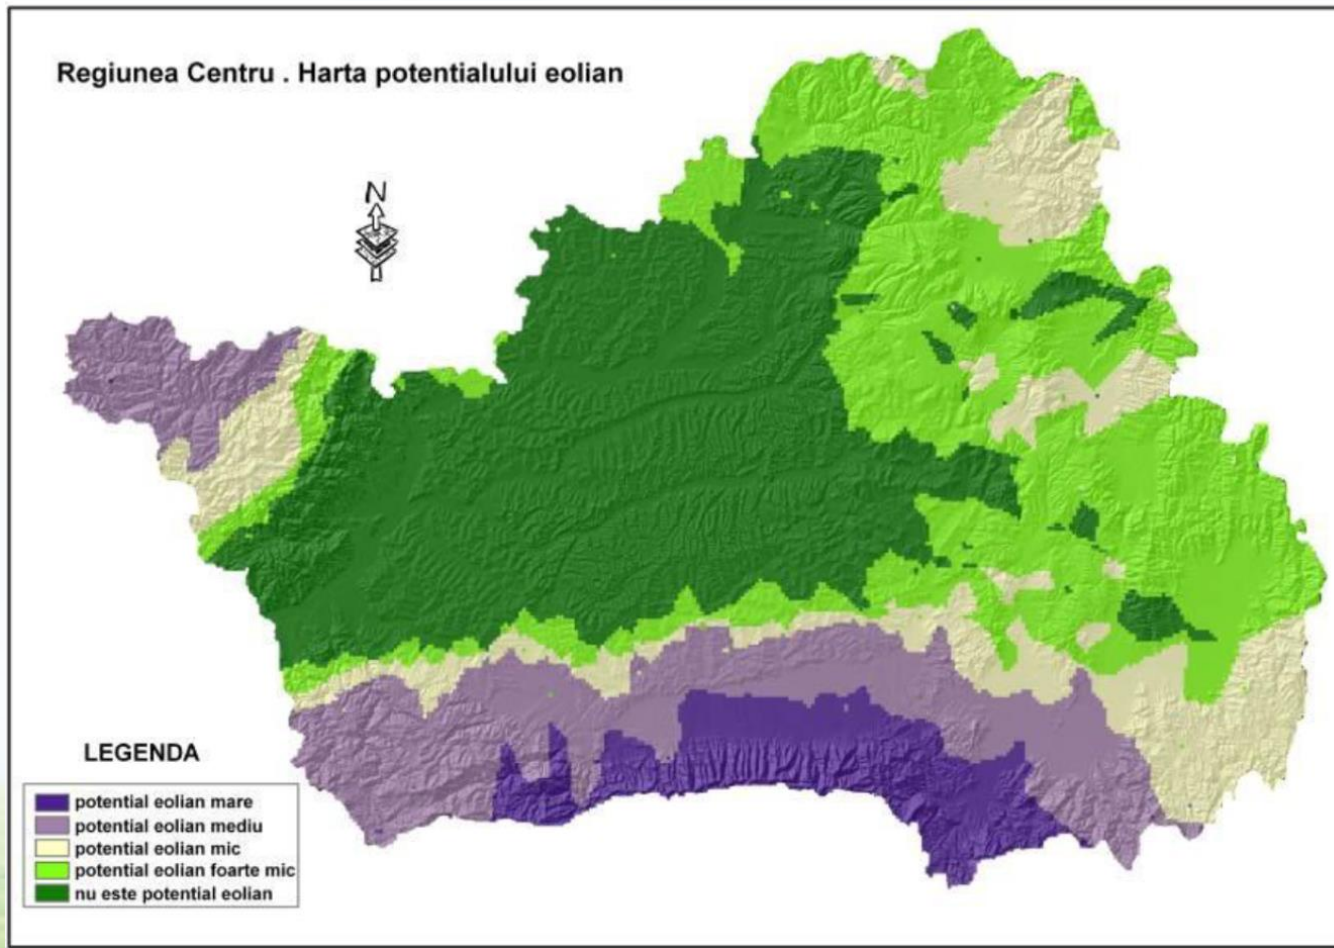 Regiunea Centru . Harta potentialului eolian
N
LEGENDA
potential eolian mare
potential eolian mediu
potential eolian mic
potential eolian foarte mic
nu este potential eolian